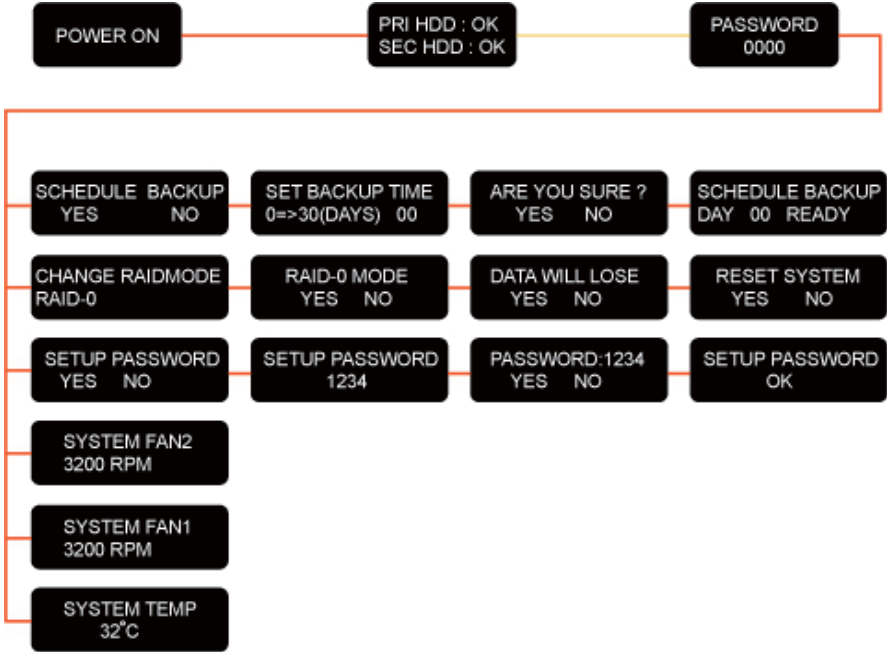 POWER ON
PRI HDD : OK
SEC HDD : OK
PASSWORD
0000
SCHEDULE BACKUP
YES NO
SET BACKUP TIME
0=>30(DAYS) 00
ARE YOU SURE ?
YES NO
SCHEDULE BACKUP
DAY 00 READY
CHANGE RAIDMODE
RAID-0
RAID-0 MODE
YES NO
DATA WILL LOSE
YES NO
RESET SYSTEM
YES NO
SETUP PASSWORD
YES NO
SETUP PASSWORD
1234
PASSWORD:1234
YES NO
SETUP PASSWORD
OK
SYSTEM FAN2
3200 RPM
SYSTEM FAN1
3200 RPM
SYSTEM TEMP
32°C